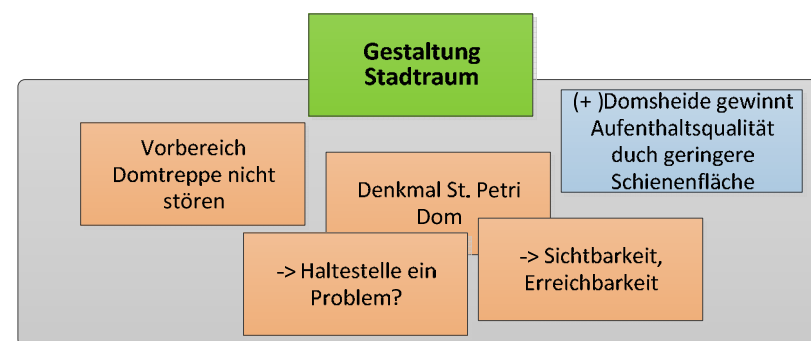 Gestaltung
Stadtraum
(+ )Domsheide gewinnt
Aufenthaltsqualität
duch geringere
Schienenfläche
Vorbereich
Domtreppe nicht
stören
Denkmal St. Petri
Dom
-> Haltestelle ein
Problem?
-> Sichtbarkeit,
Erreichbarkeit